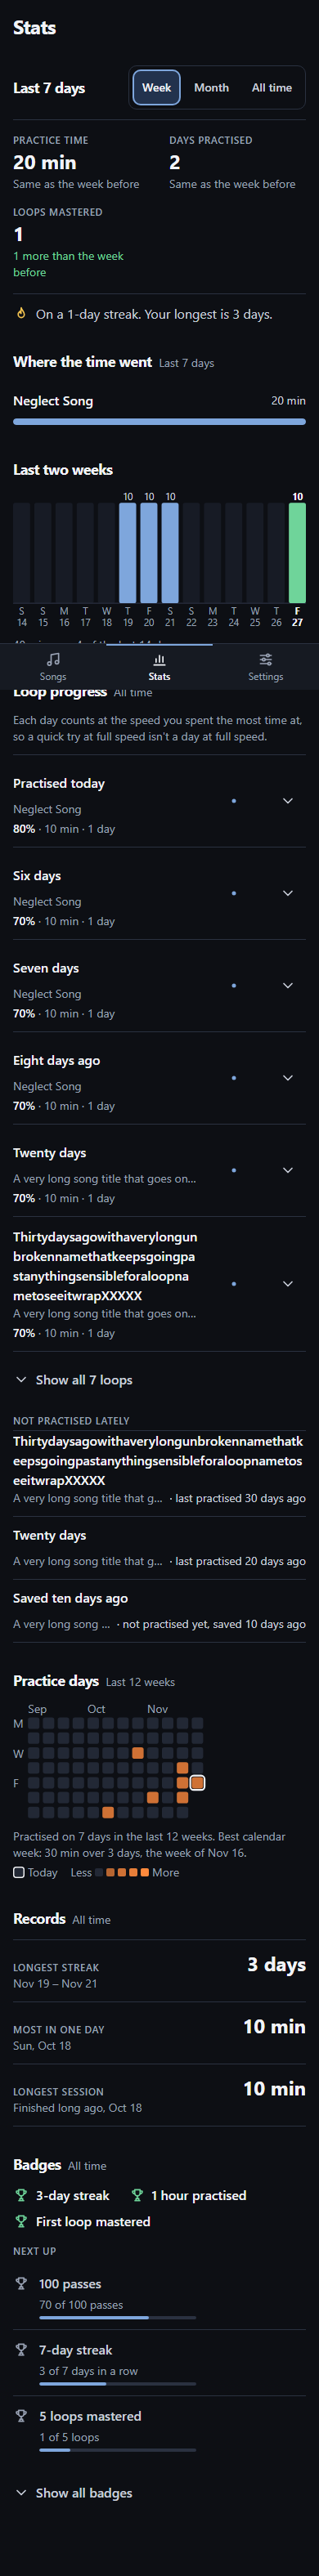 Stats
Last 7 days
Week Month All time
PRACTICE TIME
20 min
Same as the week before
DAYS PRACTISED
2
Same as the week before
LOOPS MASTERED
1
1 more than the week
before
On a 1-day streak. Your longest is 3 days.
Where the time went Last 7 days
Neglect Song 20 min
Last two weeks
10 10 10 10
S S M T W T F S S M T W T F
14 15 16 17 18 19 20 21 22 23 24 25 26 27
Songs Stats Settings
Loop progress All time
Each day counts at the speed you spent the most time at,
so a quick try at full speed isn't a day at full speed.
Practised today
Neglect Song
80% · 10 min · 1 day
Six days
Neglect Song
70% · 10 min · 1 day
Seven days
Neglect Song
70% · 10 min · 1 day
Eight days ago
Neglect Song
70% · 10 min · 1 day
Twenty days
A very long song title that goes on...
70% · 10 min · 1 day
Thirtydaysagowithaverylongun
brokennamethatkeepsgoingpa
stanythingsensibleforaloopna
metoseeitwrapXXXXX
A very long song title that goes on...
70% · 10 min · 1 day
Show all 7 loops
NOT PRACTISED LATELY
Thirtydaysagowithaverylongunbrokennamethatk
eepsgoingpastanythingsensibleforaloopnametos
eeitwrapXXXXX
A very long song title that g... · last practised 30 days ago
Twenty days
A very long song title that g... · last practised 20 days ago
Saved ten days ago
A very long song ... · not practised yet, saved 10 days ago
Practice days Last 12 weeks
Sep Oct Nov
M
W
F
Practised on 7 days in the last 12 weeks. Best calendar
week: 30 min over 3 days, the week of Nov 16.
Today Less More
Records All time
LONGEST STREAK
Nov 19 – Nov 21
3 days
MOST IN ONE DAY
Sun, Oct 18
10 min
LONGEST SESSION
Finished long ago, Oct 18
10 min
Badges All time
3-day streak 1 hour practised
First loop mastered
NEXT UP
100 passes
70 of 100 passes
7-day streak
3 of 7 days in a row
5 loops mastered
1 of 5 loops
Show all badges